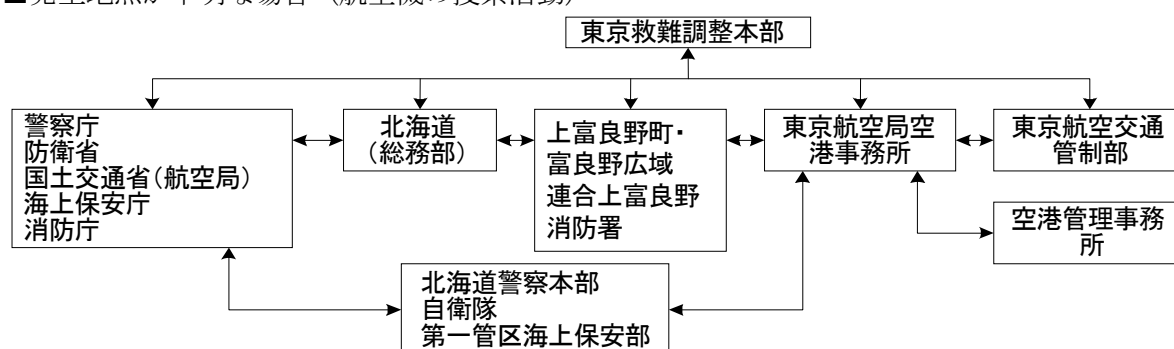 ■発生地点が不明な場合（航空機の捜索活動）
東京救難調整本部
警察庁
防衛省
国土交通省（航空局）
海上保安庁
消防庁
北海道
（総務部）
上富良野町・
富良野広域
連合上富良野
消防署
東京航空局空
港事務所
東京航空交通
管制部
空港管理事務
所
北海道警察本部
自衛隊
第一管区海上保安部